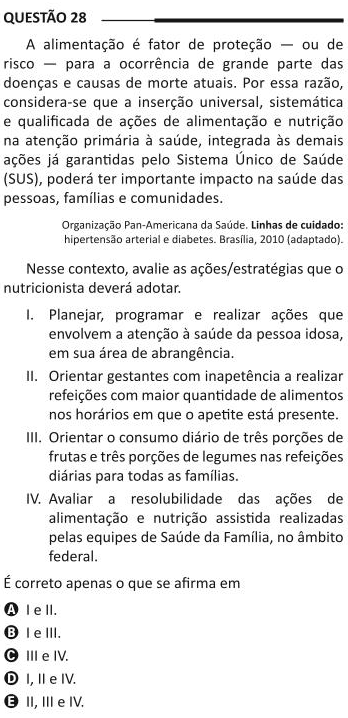 QUESTÃO 28
A alimentação é fator de proteção — ou de
risco — para a ocorrência de grande parte das
doenças e causas de morte atuais. Por essa razão,
considera-se que a inserção universal, sistemática
e qualificada de ações de alimentação e nutrição
na atenção primária à saúde, integrada às demais
ações já garantidas pelo Sistema Único de Saúde
(SUS), poderá ter importante impacto na saúde das
pessoas, famílias e comunidades.
Organização Pan-Americana da Saúde. Linhas de cuidado:
hipertensão arterial e diabetes. Brasília, 2010 (adaptado).
Nesse contexto, avalie as ações/estratégias que o
nutricionista deverá adotar.
I. Planejar, programar e realizar ações que
envolvem a atenção à saúde da pessoa idosa,
em sua área de abrangência.
II. Orientar gestantes com inapetência a realizar
refeições com maior quantidade de alimentos
nos horários em que o apetite está presente.
III. Orientar o consumo diário de três porções de
frutas e três porções de legumes nas refeições
diárias para todas as famílias.
IV. Avaliar a resolubilidade das ações de
alimentação e nutrição assistida realizadas
pelas equipes de Saúde da Família, no âmbito
federal.
É correto apenas o que se afirma em
A I e II.
B I e III.
C III e IV.
D I, II e IV.
E II, III e IV.